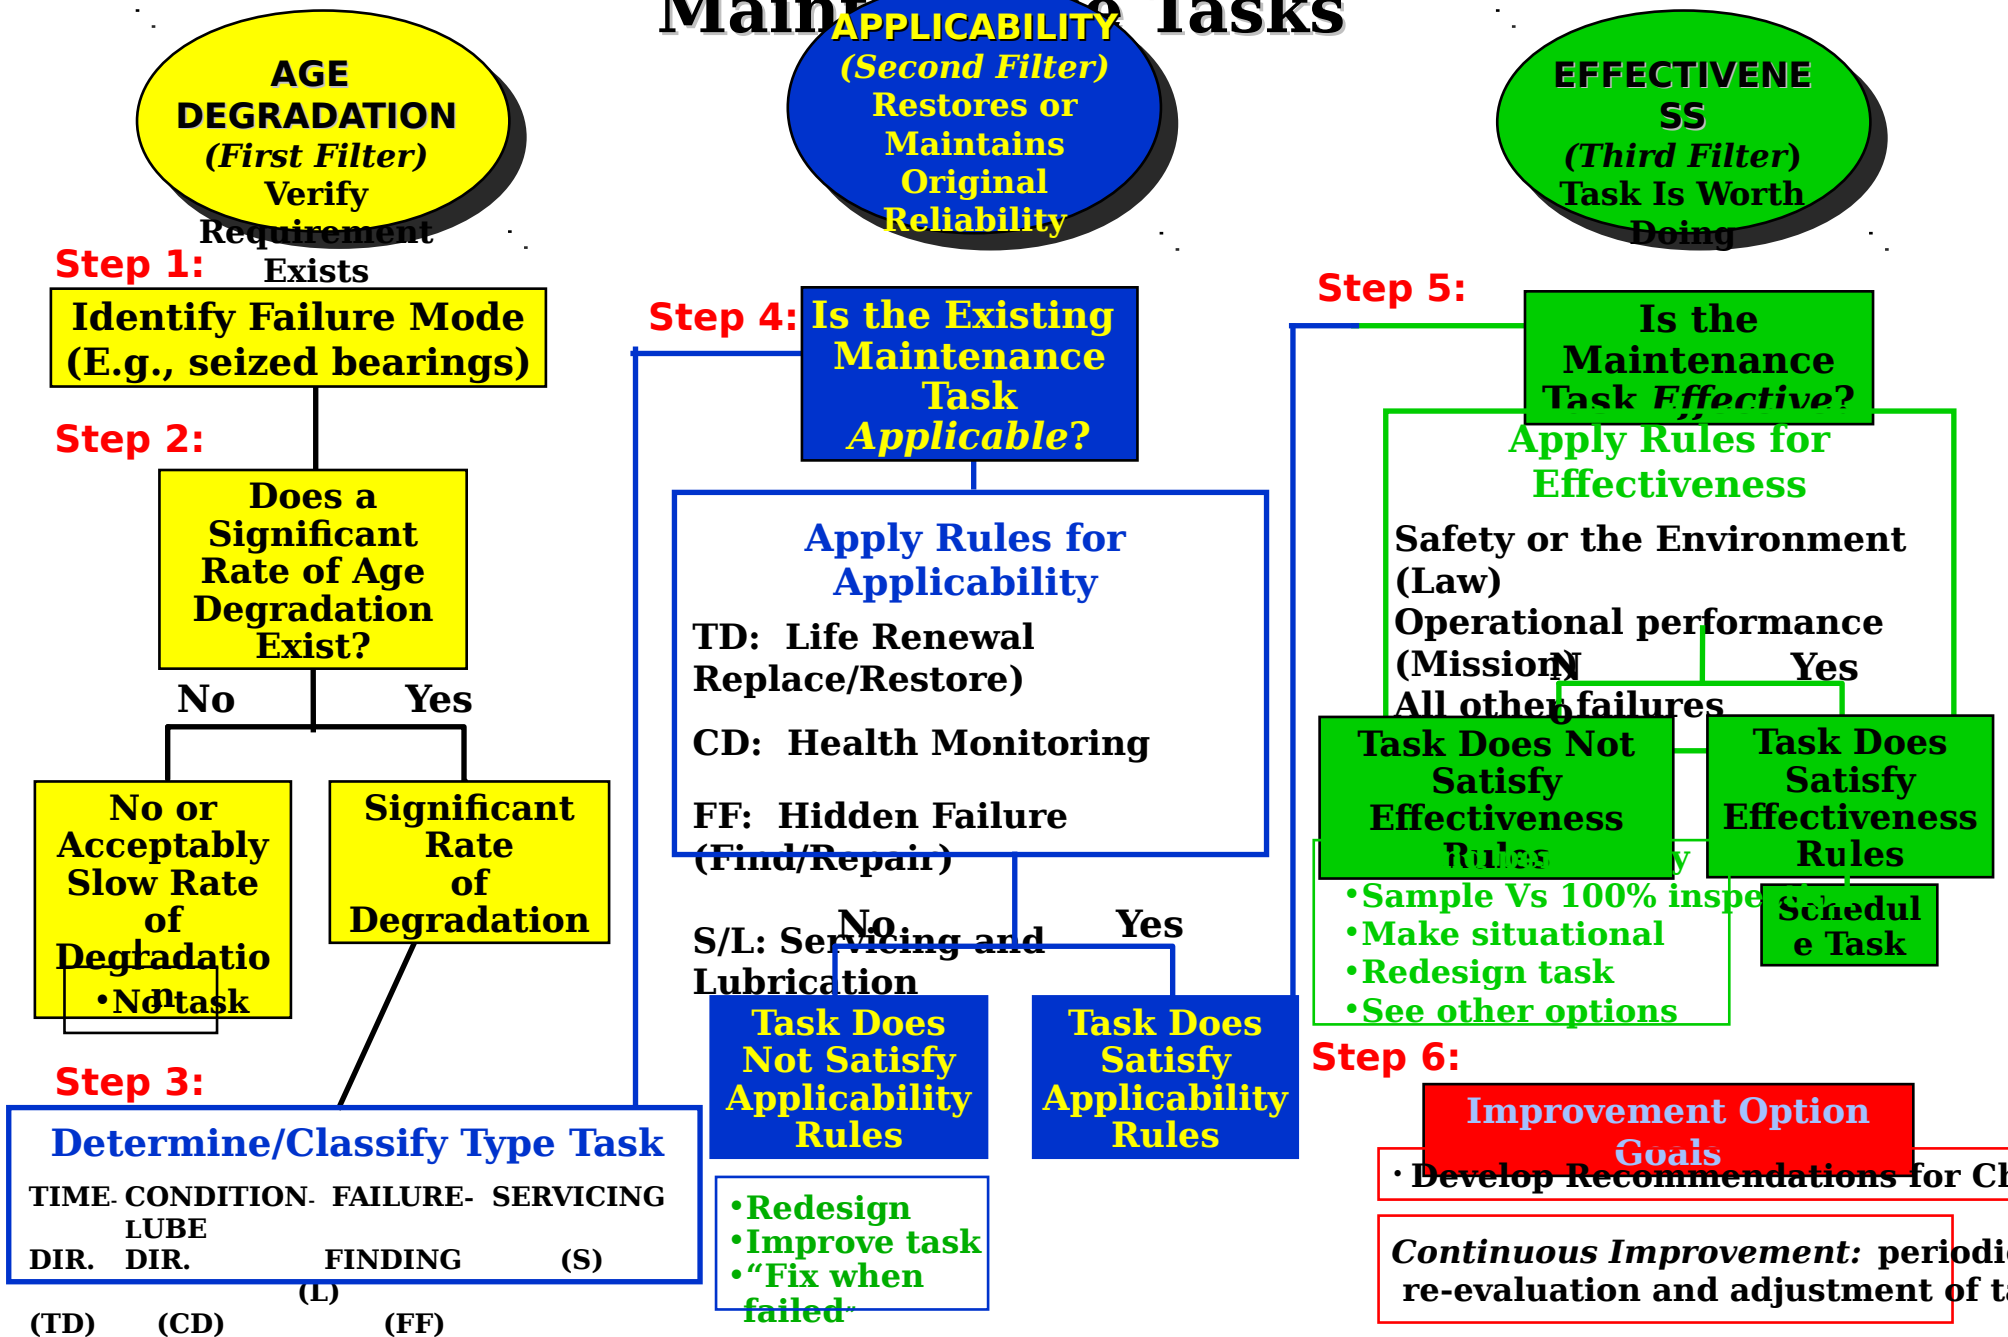 Tasks
AGE
DEGRADATION
(First Filter)
Verify
Requirement
Exists
Step 1:
Identify Failure Mode
(E.g., seized bearings)
Step 2:
Does a
Significant
Rate of Age
Degradation
Exist?
No
Yes
No or
Acceptably
Slow Rate
of
Degradatio
n
•No task
Significant
Rate
of
Degradation
Step 3:
Determine/Classify Type Task
TIME- CONDITION- FAILURE- SERVICING
LUBE
DIR. DIR. FINDING (S)
(L)
(TD) (CD) (FF)
APPLICABILITY
(Second Filter)
Restores or
Maintains
Original
Reliability
Step 4:
Is the Existing
Maintenance
Task
Applicable?
Apply Rules for
Applicability
TD: Life Renewal
Replace/Restore)
CD: Health Monitoring
FF: Hidden Failure
(Find/Repair)
S/L: Servicing and
Lubrication
No
Yes
Task Does
Not Satisfy
Applicability
Rules
Task Does
Satisfy
Applicability
Rules
•Redesign
•Improve task
•“Fix when
failed”
EFFECTIVENE
SS
(Third Filter)
Task Is Worth
Doing
Step 5:
Is the
Maintenance
Task Effective?
Apply Rules for
Effectiveness
Safety or the Environment
(Law)
Operational performance
(Mission)
All other failures
N
o
Yes
Task Does Not
Satisfy
Effectiveness
Rules
Task Does
Satisfy
Effectiveness
Rules
•Sample Vs 100%
•Make situational
•Redesign task
•See other options
Schedul
e Task
Step 6:
Improvement Option
Goals
• Develop Recommendations for
Continuous Improvement:
re-evaluation and adjustment of